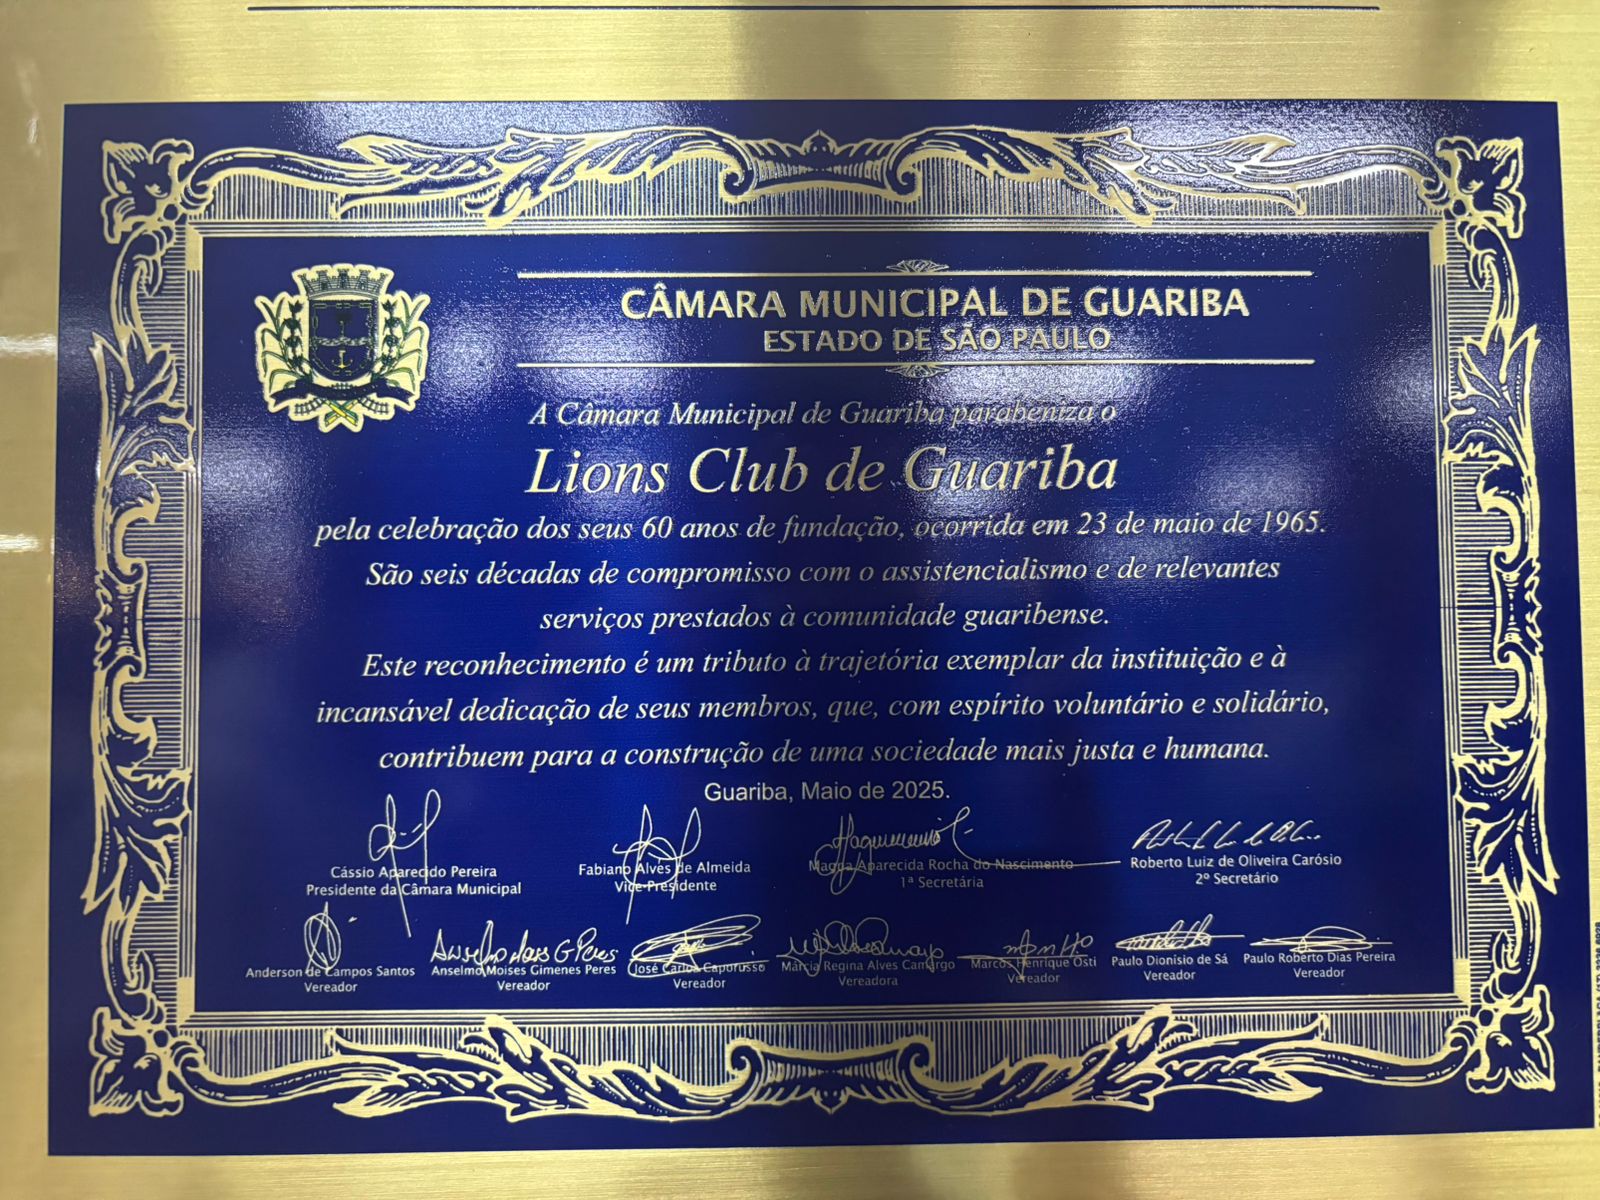 CÂMARA MUNICIPAL DE GUARIBA
ESTADO DE SÃO PAULO
A Câmara Municipal de Guariba parabeniza o
Lions Club de Guariba
pela celebração dos seus 60 anos de fundação, ocorrida em 23 de maio de 1965.
São seis décadas de compromisso com o assistencialismo e de relevantes
serviços prestados à comunidade guaribense.
Este reconhecimento é um tributo à trajetória exemplar da instituição e à
incansável dedicação de seus membros, que, com espírito voluntário e solidário,
contribuem para a construção de uma sociedade mais justa e humana.
Guariba, Maio de 2025.
Cássio Aparecido Pereira
Presidente da Câmara Municipal
Fabiano Alves de Almeida
Vice-Presidente
Magda Aparecida Rocha do Nascimento
1ª Secretária
Roberto Luiz de Oliveira Carósio
2º Secretário
Anderson de Campos Santos
Vereador
Anselmo Moises Gimenes Peres
Vereador
José Carlos Caporusso
Vereador
Márcia Regina Alves Camargo
Vereadora
Marcos Henrique Osti
Vereador
Paulo Dionísio de Sá
Vereador
Paulo Roberto Dias Pereira
Vereador